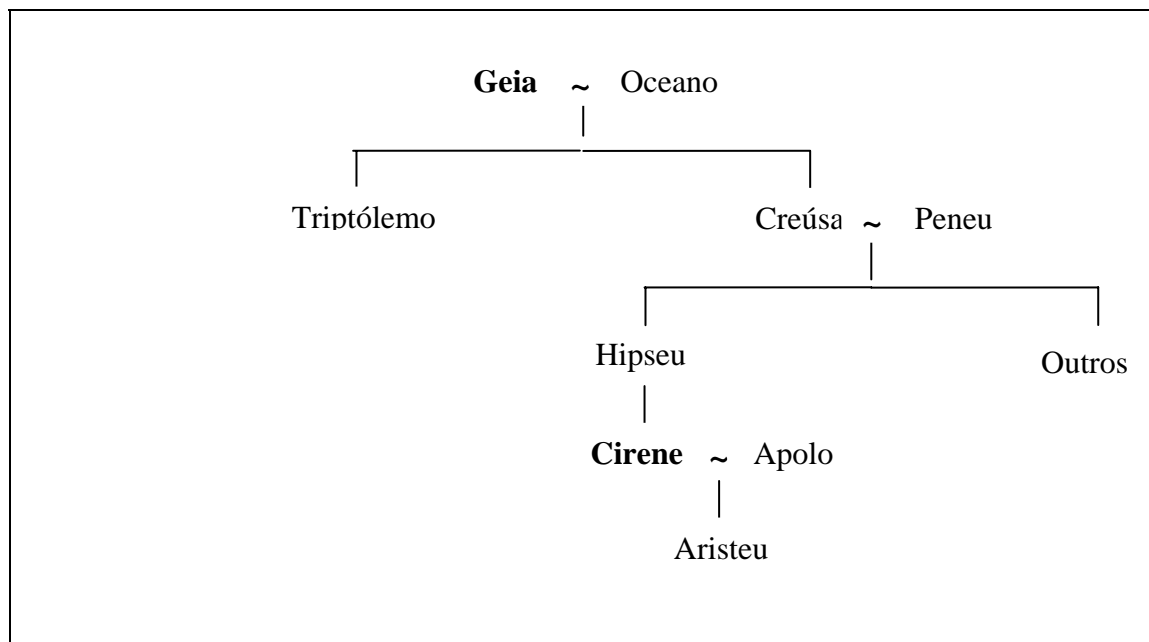 Geia ~ Oceano
Triptólemo Creúsa ~ Peneu
Hipseu Outros
Cirene ~ Apolo
Aristeu